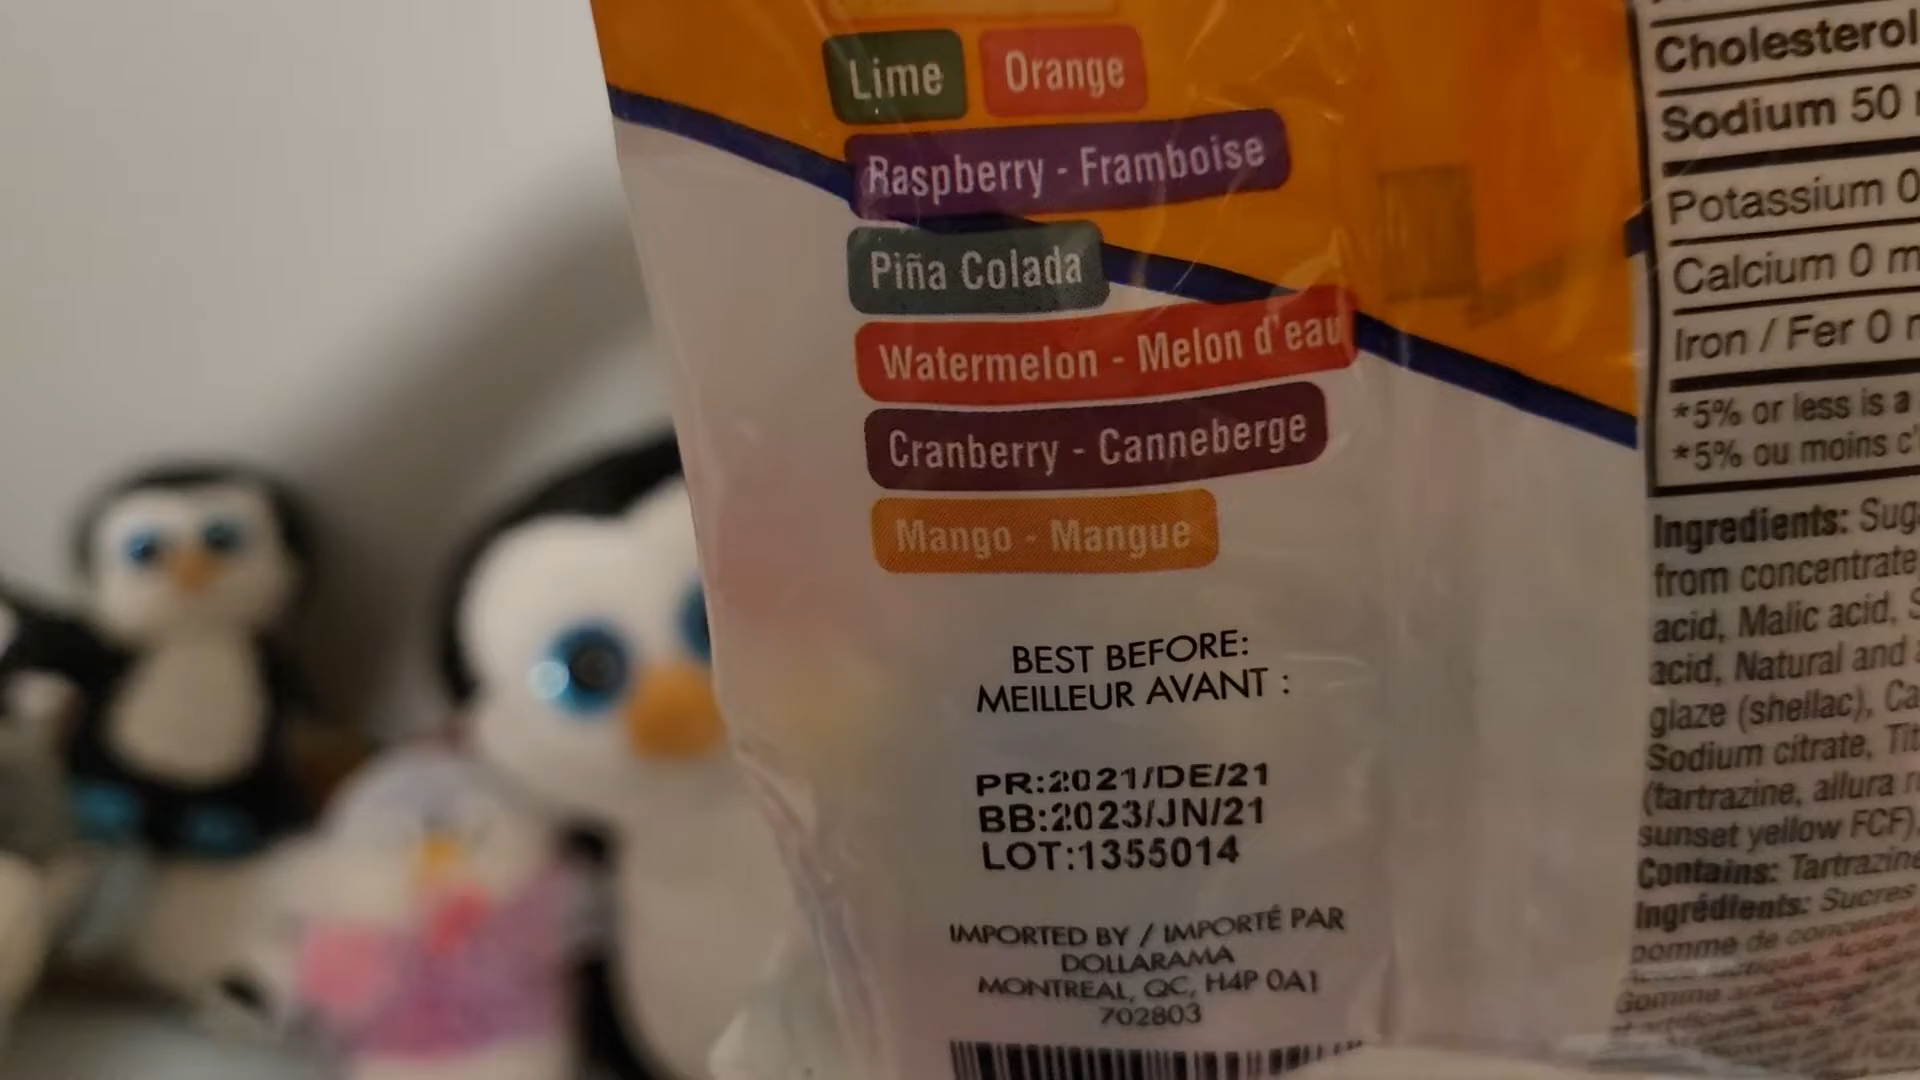 Lime Orange
Raspberry - Framboise
Piña Colada
Watermelon - Melon d'eau
Cranberry - Canneberge
Mango - Mangue
BEST BEFORE:
MEILLEUR AVANT :
PR:2021/DE/21
BB:2023/JN/21
LOT:1355014
IMPORTED BY / IMPORTÉ PAR
DOLLARAMA
MONTREAL, QC, H4P 0A1
702803
Cholesterol
Sodium 50
Potassium 0
Calcium 0 m
Iron / Fer 0
*5% or less is a
*5% ou moins c'
Ingredients: Sug
from concentrate
acid, Malic acid, S
acid, Natural and
glaze (shellac), Ca
Sodium citrate, Tit
(tartrazine, allura r
sunset yellow FCF),
Contains: Tartrazine
Ingrédients: Sucres
pomme de concentré